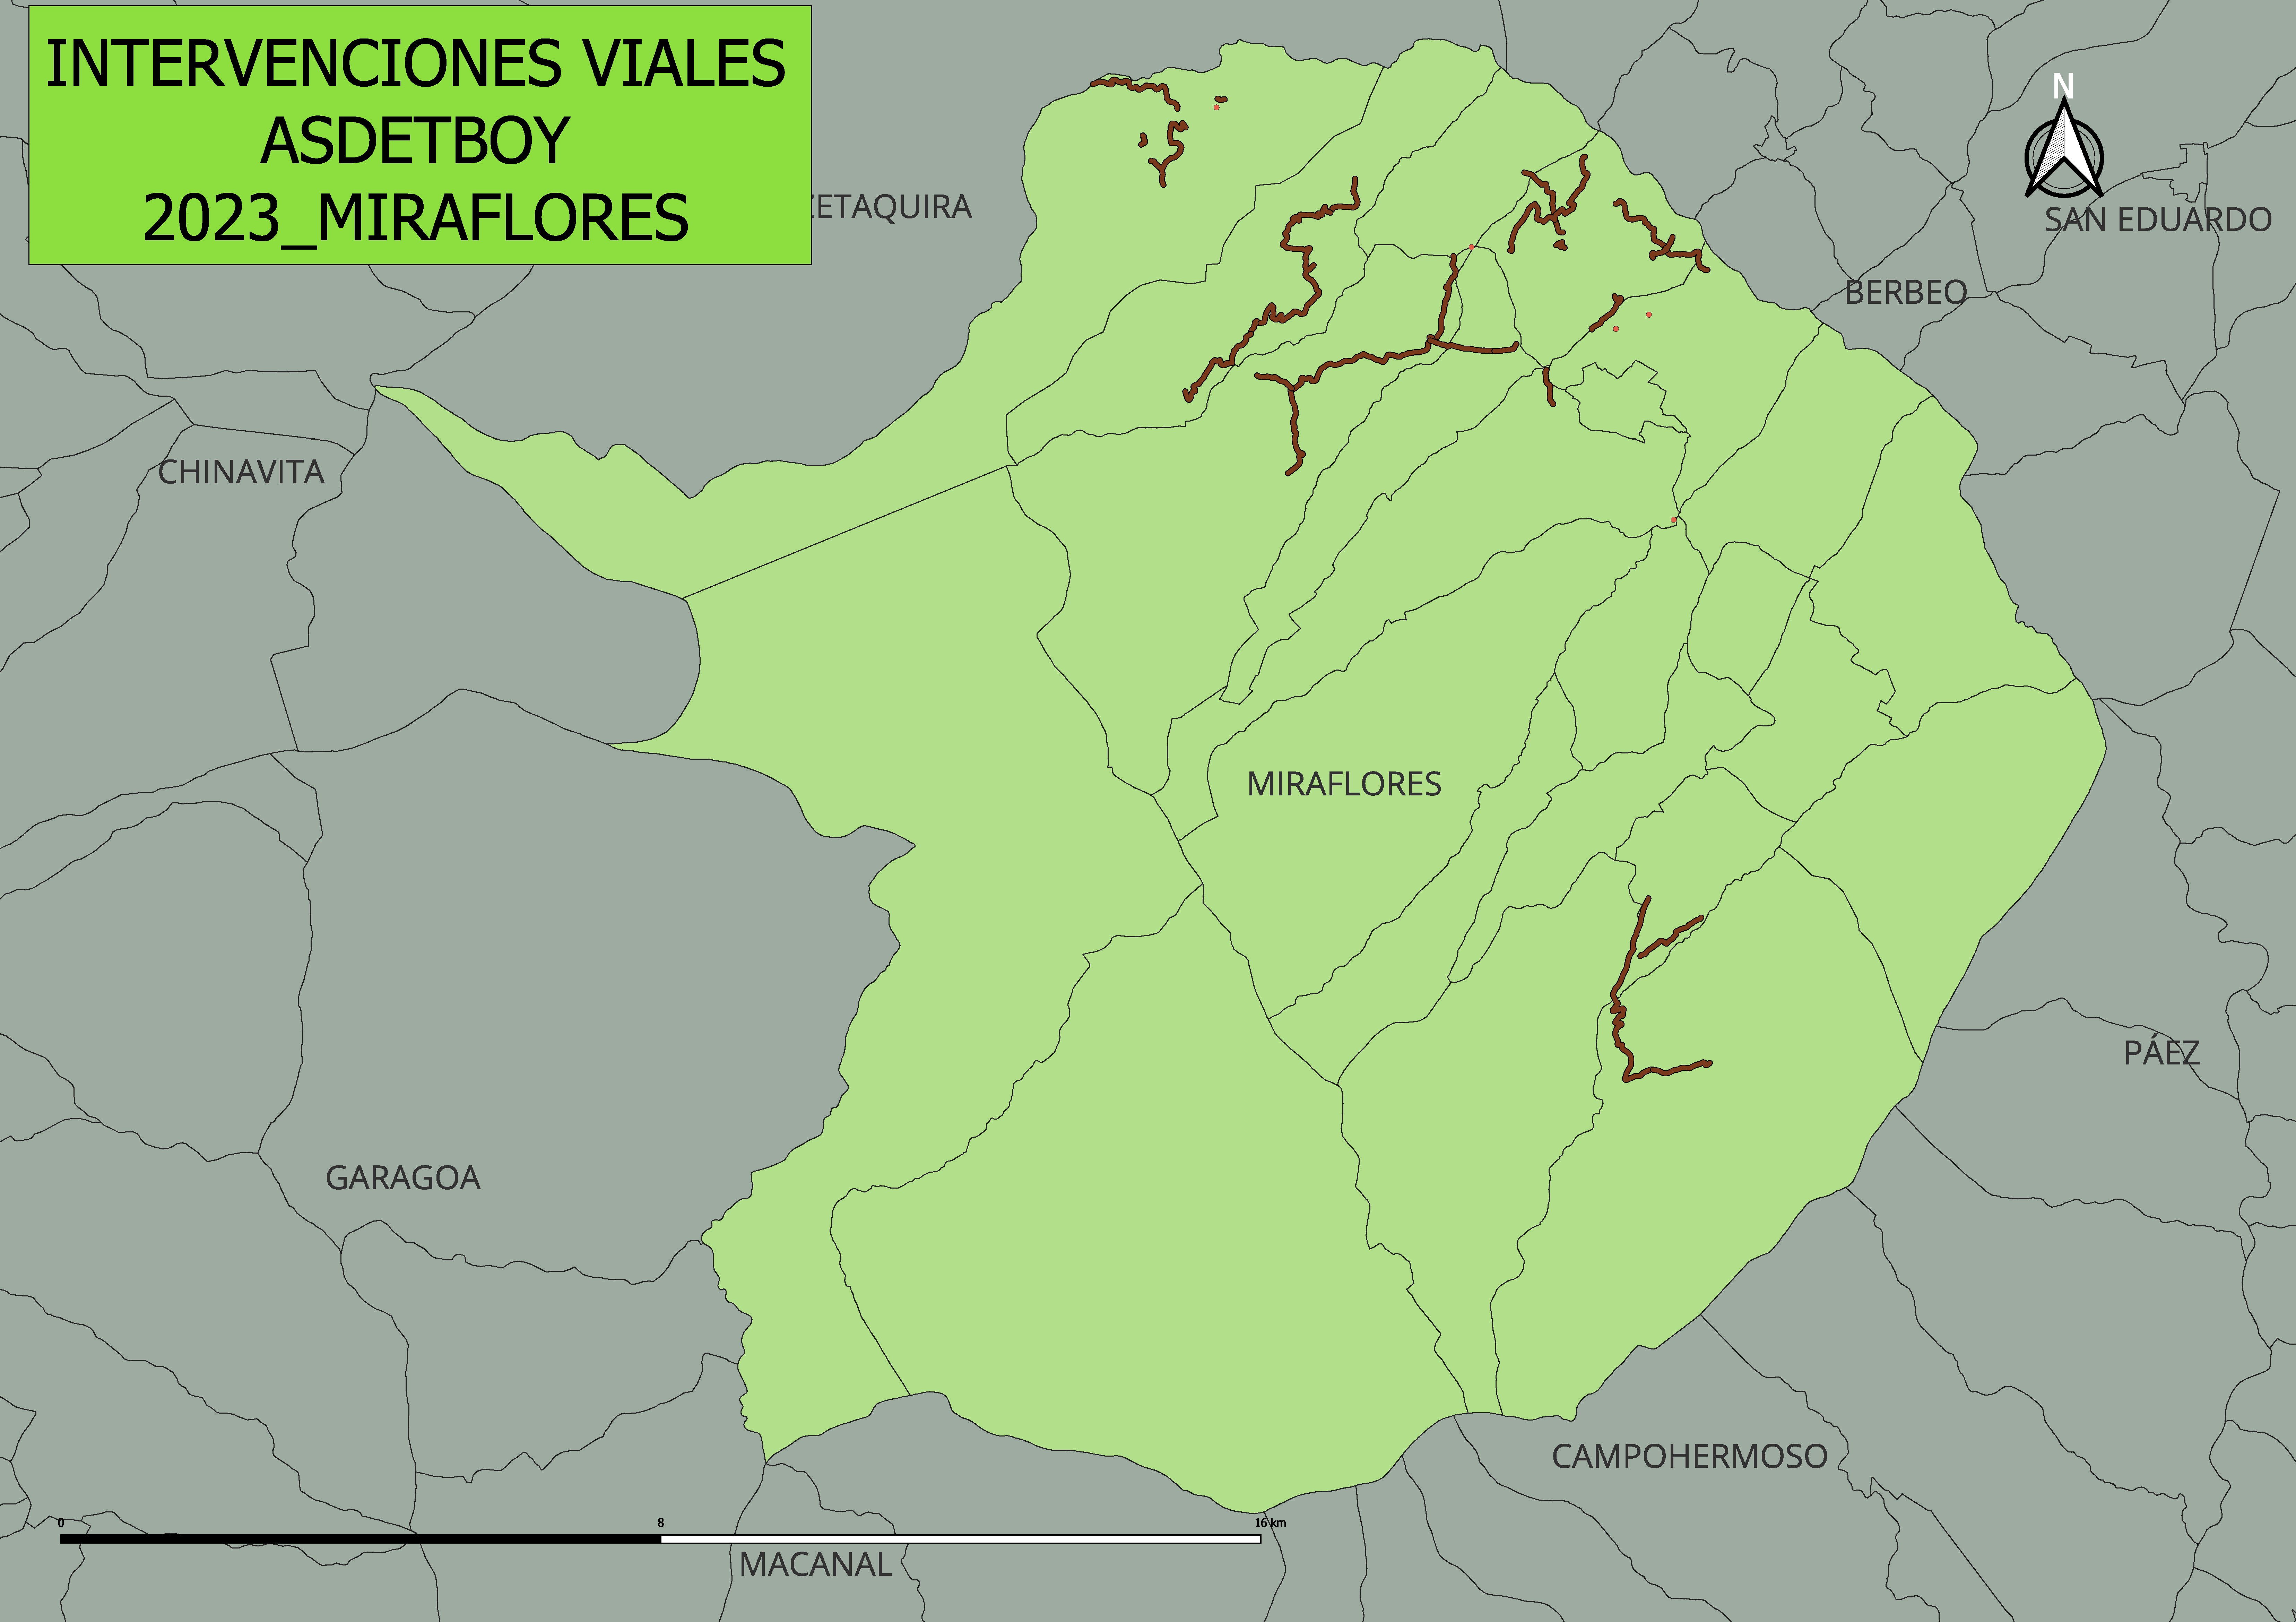 INTERVENCIONES VIALES
ASDETBOY
2023_MIRAFLORES
N
ETAQUIRA
SAN EDUARDO
BERBEO
CHINAVITA
MIRAFLORES
PÁEZ
GARAGOA
CAMPOHERMOSO
0 8 16 km
MACANAL